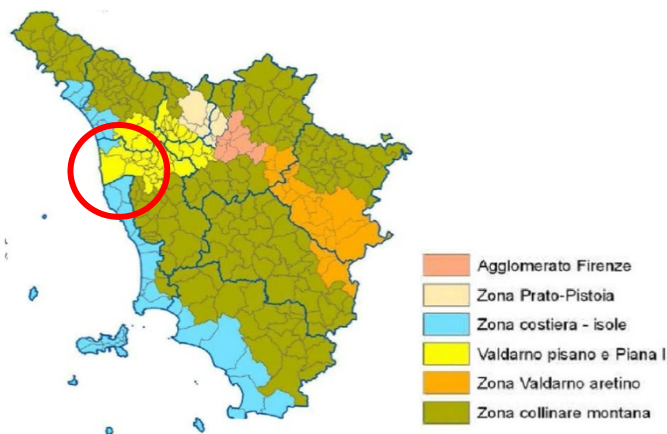 Agglomerato Firenze
Zona Prato-Pistoia
Zona costiera - isole
Valdarno pisano e Piana l
Zona Valdarno aretino
Zona collinare montana